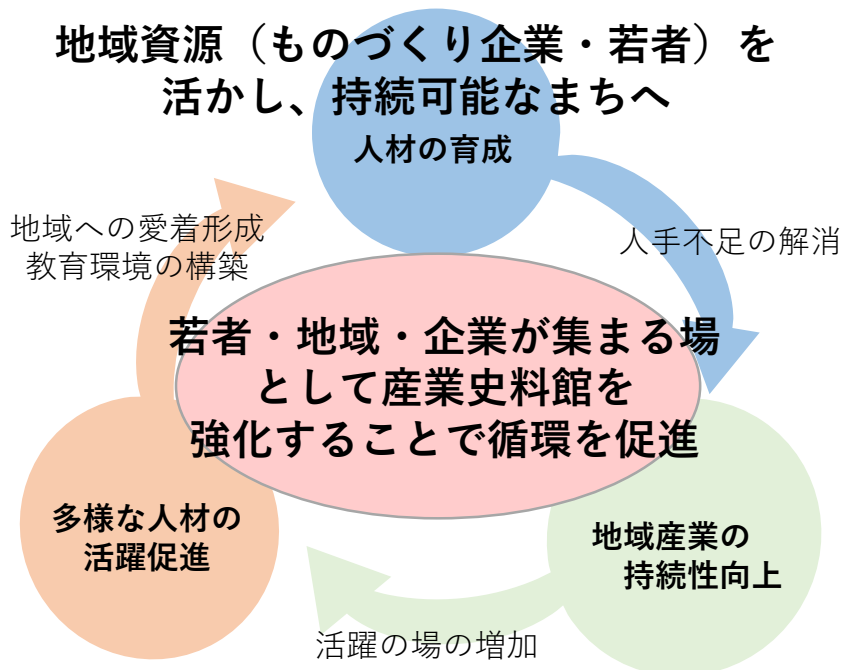 地域資源（ものづくり企業・若者）を
活かし、持続可能なまちへ
人材の育成
地域への愛着形成
教育環境の構築
人手不足の解消
若者・地域・企業が集まる場
として産業史料館を
強化することで循環を促進
多様な人材の
活躍促進
地域産業の
持続性向上
活躍の場の増加